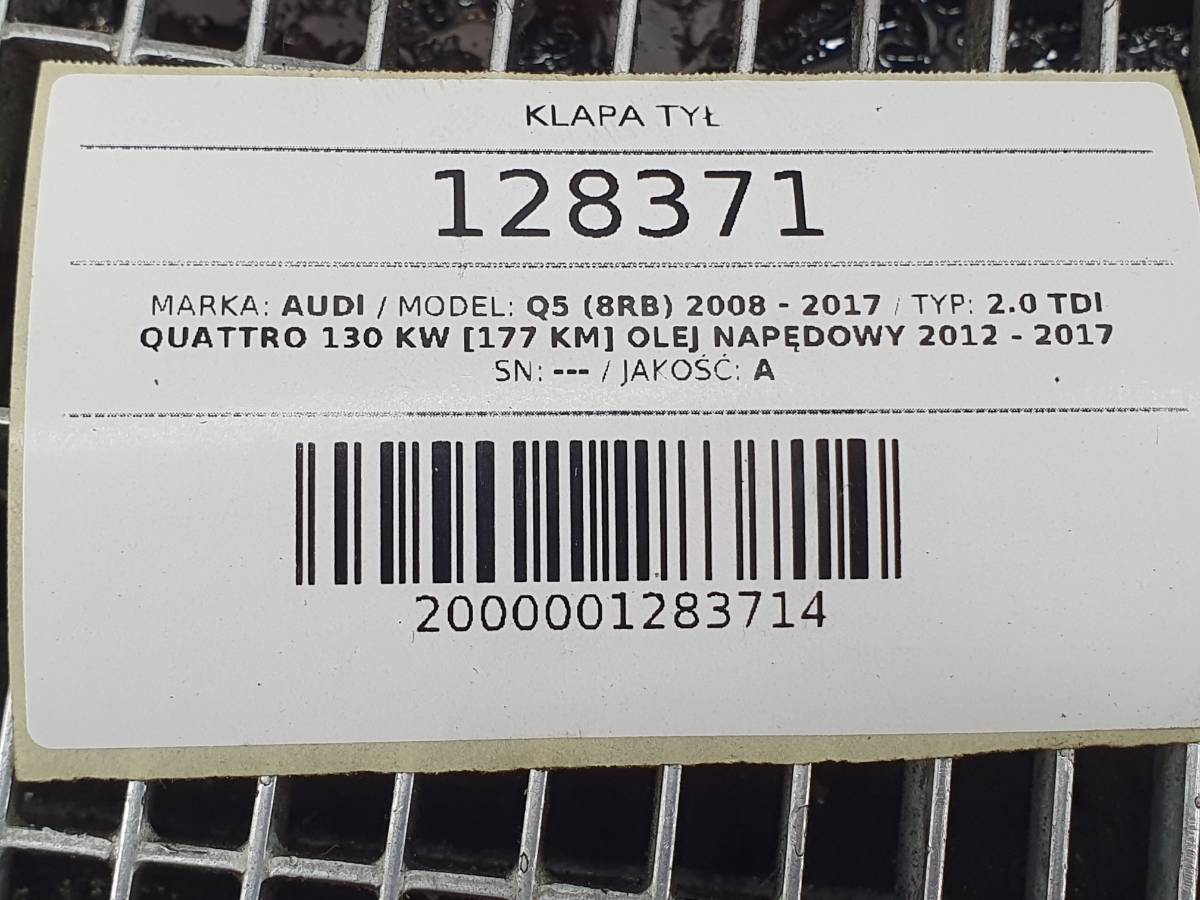 KLAPA TYŁ
128371
MARKA: AUDI / MODEL: Q5 (8RB) 2008 - 2017 / TYP: 2.0 TDI
QUATTRO 130 KW [177 KM] OLEJ NAPĘDOWY 2012 - 2017
SN: --- / JAKOŚĆ: A
2000001283714